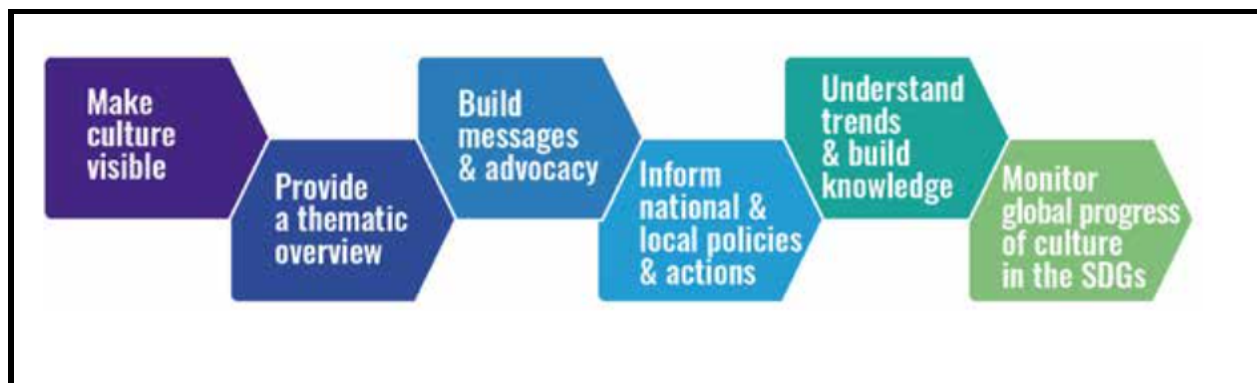 Make
culture
visible
Provide
a thematic
overview
Build
messages
& advocacy
Inform
national &
local policies
& actions
Understand
trends
& build
knowledge
Monitor
global progress
of culture
in the SDGs